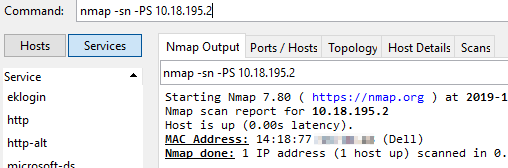 Command: nmap -sn -PS 10.18.195.2
Hosts Services
Nmap Output Ports / Hosts Topology Host Details Scans
Service
nmap -sn -PS 10.18.195.2
eklogin
http
http-alt
microsoft-ds
Starting Nmap 7.80 ( https://nmap.org ) at 2019-1
Nmap scan report for 10.18.195.2
Host is up (0.00s latency).
MAC Address: 14:18:77 (Dell)
Nmap done: 1 IP address (1 host up) scanned in 0.